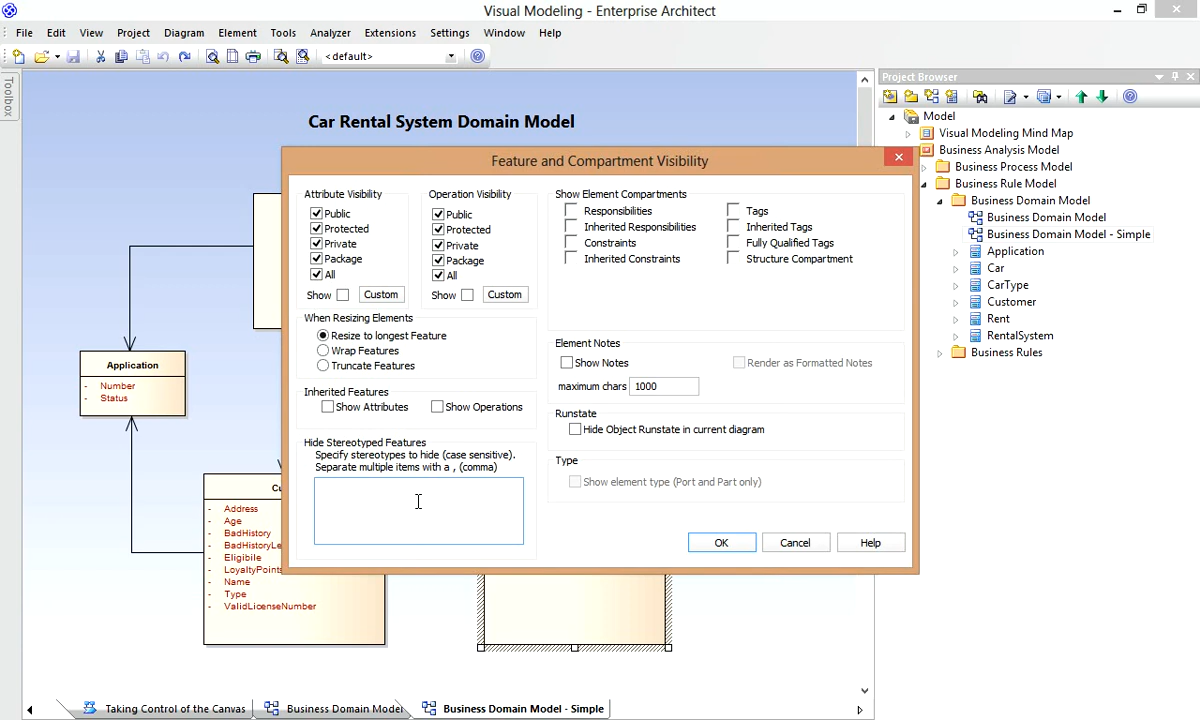 Visual Modeling - Enterprise Architect
File Edit View Project Diagram Element Tools Analyzer Extensions Settings Window Help
<default>
Toolbox
Car Rental System Domain Model
Application
- Number
- Status
Cu
- Address
- Age
- BadHistory
- BadHistoryLe
- Eligibile
- LoyaltyPoints
- Name
- Type
- ValidLicenseNumber
Feature and Compartment Visibility
Attribute Visibility
Public
Protected
Private
Package
All
Show Custom
Operation Visibility
Public
Protected
Private
Package
All
Show Custom
When Resizing Elements
Resize to longest Feature
Wrap Features
Truncate Features
Inherited Features
Show Attributes Show Operations
Hide Stereotyped Features
Specify stereotypes to hide (case sensitive).
Separate multiple items with a , (comma)
Show Element Compartments
Responsibilities
Inherited Responsibilities
Constraints
Inherited Constraints
Tags
Inherited Tags
Fully Qualified Tags
Structure Compartment
Element Notes
Show Notes Render as Formatted Notes
maximum chars 1000
Runstate
Hide Object Runstate in current diagram
Type
Show element type (Port and Part only)
OK Cancel Help
Project Browser
Model
Visual Modeling Mind Map
Business Analysis Model
Business Process Model
Business Rule Model
Business Domain Model
Business Domain Model
Business Domain Model - Simple
Application
Car
CarType
Customer
Rent
RentalSystem
Business Rules
Taking Control of the Canvas Business Domain Model Business Domain Model - Simple